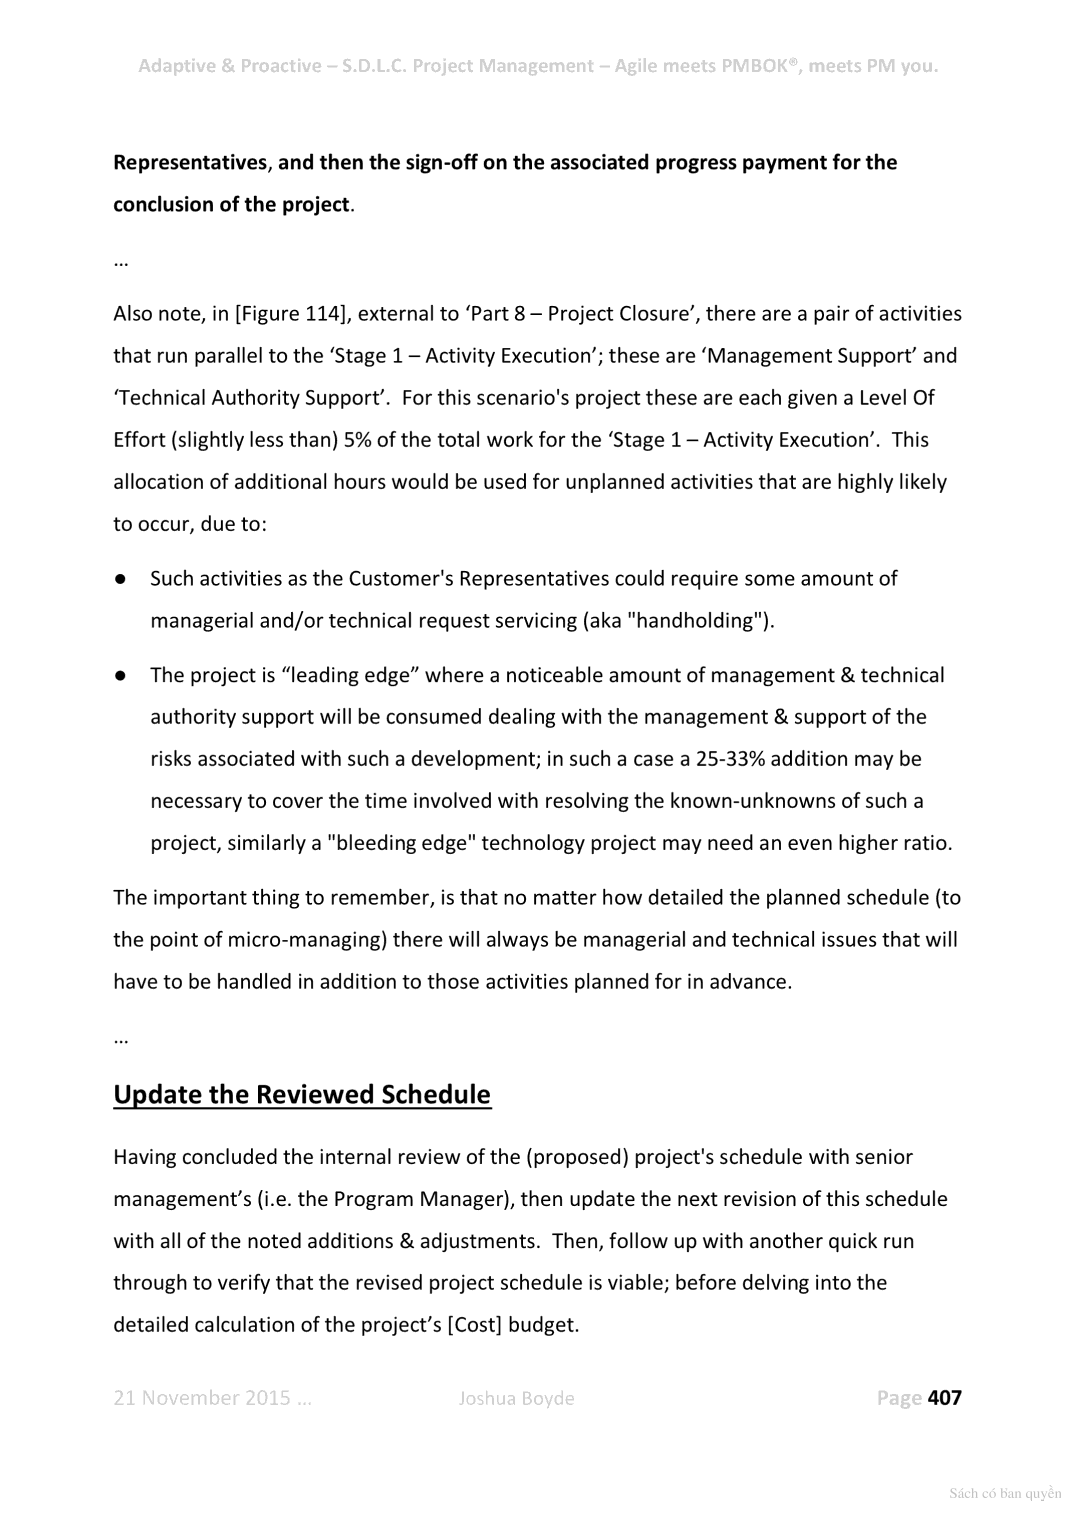 Adaptive & Proactive – S.D.L.C. Project Management – Agile meets PMBOK®, meets PM you.
Representatives, and then the sign-off on the associated progress payment for the
conclusion of the project.
…
Also note, in [Figure 114], external to ‘Part 8 – Project Closure’, there are a pair of activities
that run parallel to the ‘Stage 1 – Activity Execution’; these are ‘Management Support’ and
‘Technical Authority Support’.  For this scenario's project these are each given a Level Of
Effort (slightly less than) 5% of the total work for the ‘Stage 1 – Activity Execution’.  This
allocation of additional hours would be used for unplanned activities that are highly likely
to occur, due to:
● Such activities as the Customer's Representatives could require some amount of
managerial and/or technical request servicing (aka "handholding").
● The project is “leading edge” where a noticeable amount of management & technical
authority support will be consumed dealing with the management & support of the
risks associated with such a development; in such a case a 25-33% addition may be
necessary to cover the time involved with resolving the known-unknowns of such a
project, similarly a "bleeding edge" technology project may need an even higher ratio.
The important thing to remember, is that no matter how detailed the planned schedule (to
the point of micro-managing) there will always be managerial and technical issues that will
have to be handled in addition to those activities planned for in advance.
…
Update the Reviewed Schedule
Having concluded the internal review of the (proposed) project's schedule with senior
management’s (i.e. the Program Manager), then update the next revision of this schedule
with all of the noted additions & adjustments.  Then, follow up with another quick run
through to verify that the revised project schedule is viable; before delving into the
detailed calculation of the project’s [Cost] budget.
21 November 2015 … Joshua Boyde Page 407
Sách có bản quyền